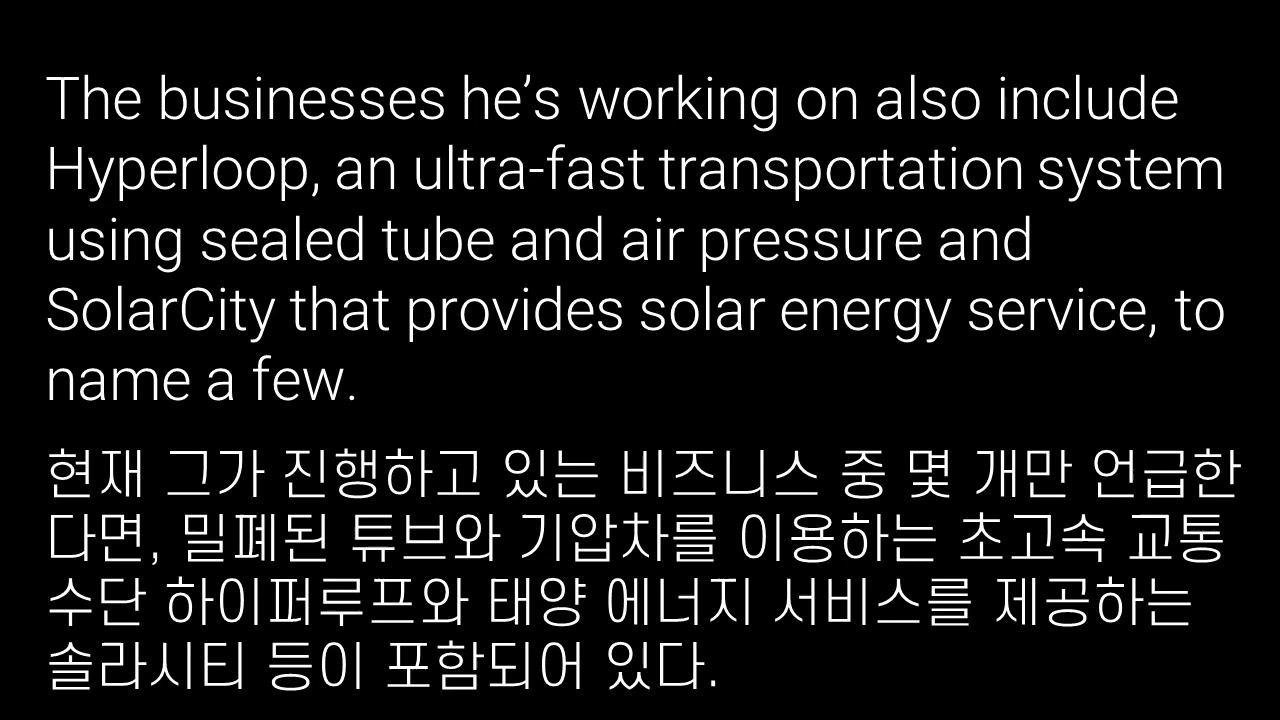 The businesses he’s working on also include
Hyperloop, an ultra-fast transportation system
using sealed tube and air pressure and
SolarCity that provides solar energy service, to
name a few.
현재 그가 진행하고 있는 비즈니스 중 몇 개만 언급한
다면, 밀폐된 튜브와 기압차를 이용하는 초고속 교통
수단 하이퍼루프와 태양 에너지 서비스를 제공하는
솔라시티 등이 포함되어 있다.